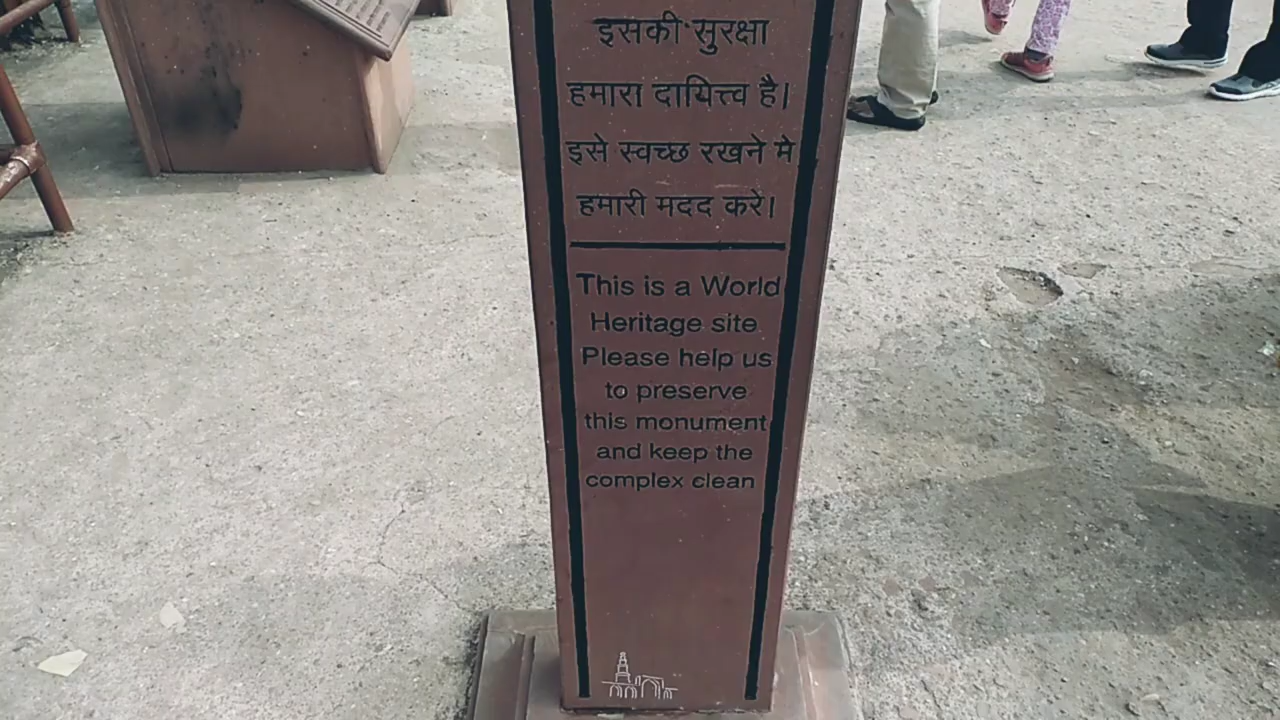 इसकी सुरक्षा
हमारा दायित्त्व है।
इसे स्वच्छ रखने मे
हमारी मदद करे।
This is a World
Heritage site
Please help us
to preserve
this monument
and keep the
complex clean